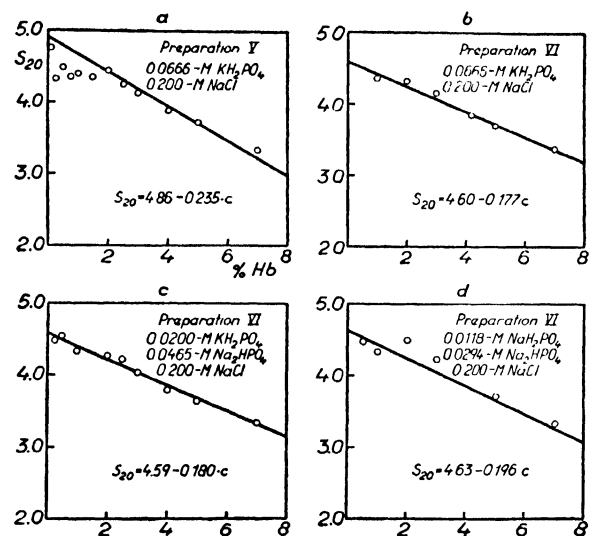 a
5.0
S20
4.0
3.0
2.0
Preparation V
0.0666-M KH2PO4
0.200-M NaCl
S20=4.86-0.235·c
0 2 4 6 8
% Hb
b
5.0
4.0
3.0
2.0
Preparation VI
0.0666-M KH2PO4
0.200-M NaCl
S20=4.60-0.177c
0 2 4 6 8
c
5.0
4.0
3.0
2.0
Preparation VI
0.0200-M KH2PO4
0.0465-M Na2HPO4
0.200-M NaCl
S20=4.59-0.180·c
2 4 6 8
d
5.0
4.0
3.0
2.0
Preparation VI
0.0118-M NaH2PO4
0.0294-M Na2HPO4
0.200-M NaCl
S20=4.63-0.196 c
2 4 6 8